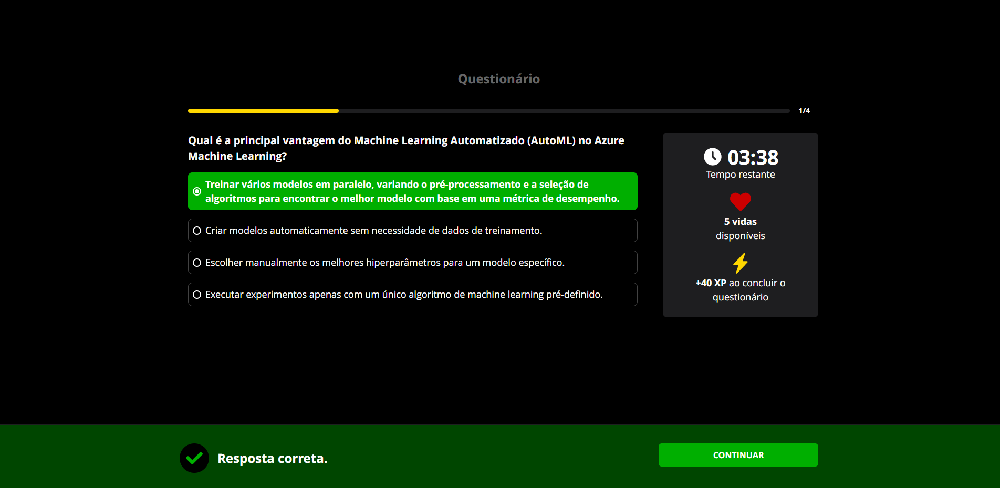 Questionário
1/4
Qual é a principal vantagem do Machine Learning Automatizado (AutoML) no Azure
Machine Learning?
Treinar vários modelos em paralelo, variando o pré-processamento e a seleção de
algoritmos para encontrar o melhor modelo com base em uma métrica de desempenho.
Criar modelos automaticamente sem necessidade de dados de treinamento.
Escolher manualmente os melhores hiperparâmetros para um modelo específico.
Executar experimentos apenas com um único algoritmo de machine learning pré-definido.
03:38
Tempo restante
5 vidas
disponíveis
+40 XP ao concluir o
questionário
Resposta correta.
CONTINUAR